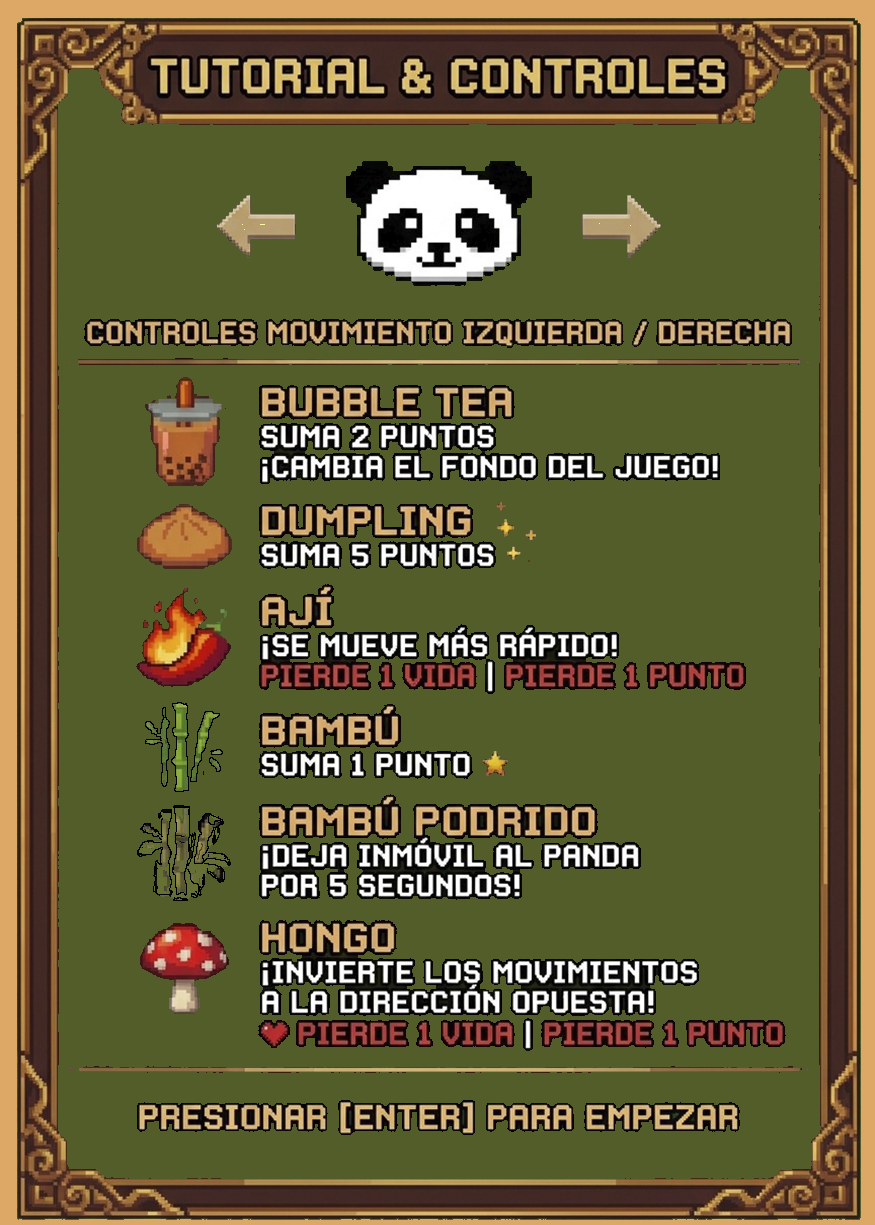 TUTORIAL & CONTROLES
CONTROLES MOVIMIENTO IZQUIERDA / DERECHA
BUBBLE TEA
SUMA 2 PUNTOS
¡CAMBIA EL FONDO DEL JUEGO!
DUMPLING
SUMA 5 PUNTOS
AJÍ
¡SE MUEVE MÁS RÁPIDO!
PIERDE 1 VIDA | PIERDE 1 PUNTO
BAMBÚ
SUMA 1 PUNTO
BAMBÚ PODRIDO
¡DEJA INMÓVIL AL PANDA
POR 5 SEGUNDOS!
HONGO
¡INVIERTE LOS MOVIMIENTOS
A LA DIRECCIÓN OPUESTA!
PIERDE 1 VIDA | PIERDE 1 PUNTO
PRESIONAR [ENTER] PARA EMPEZAR